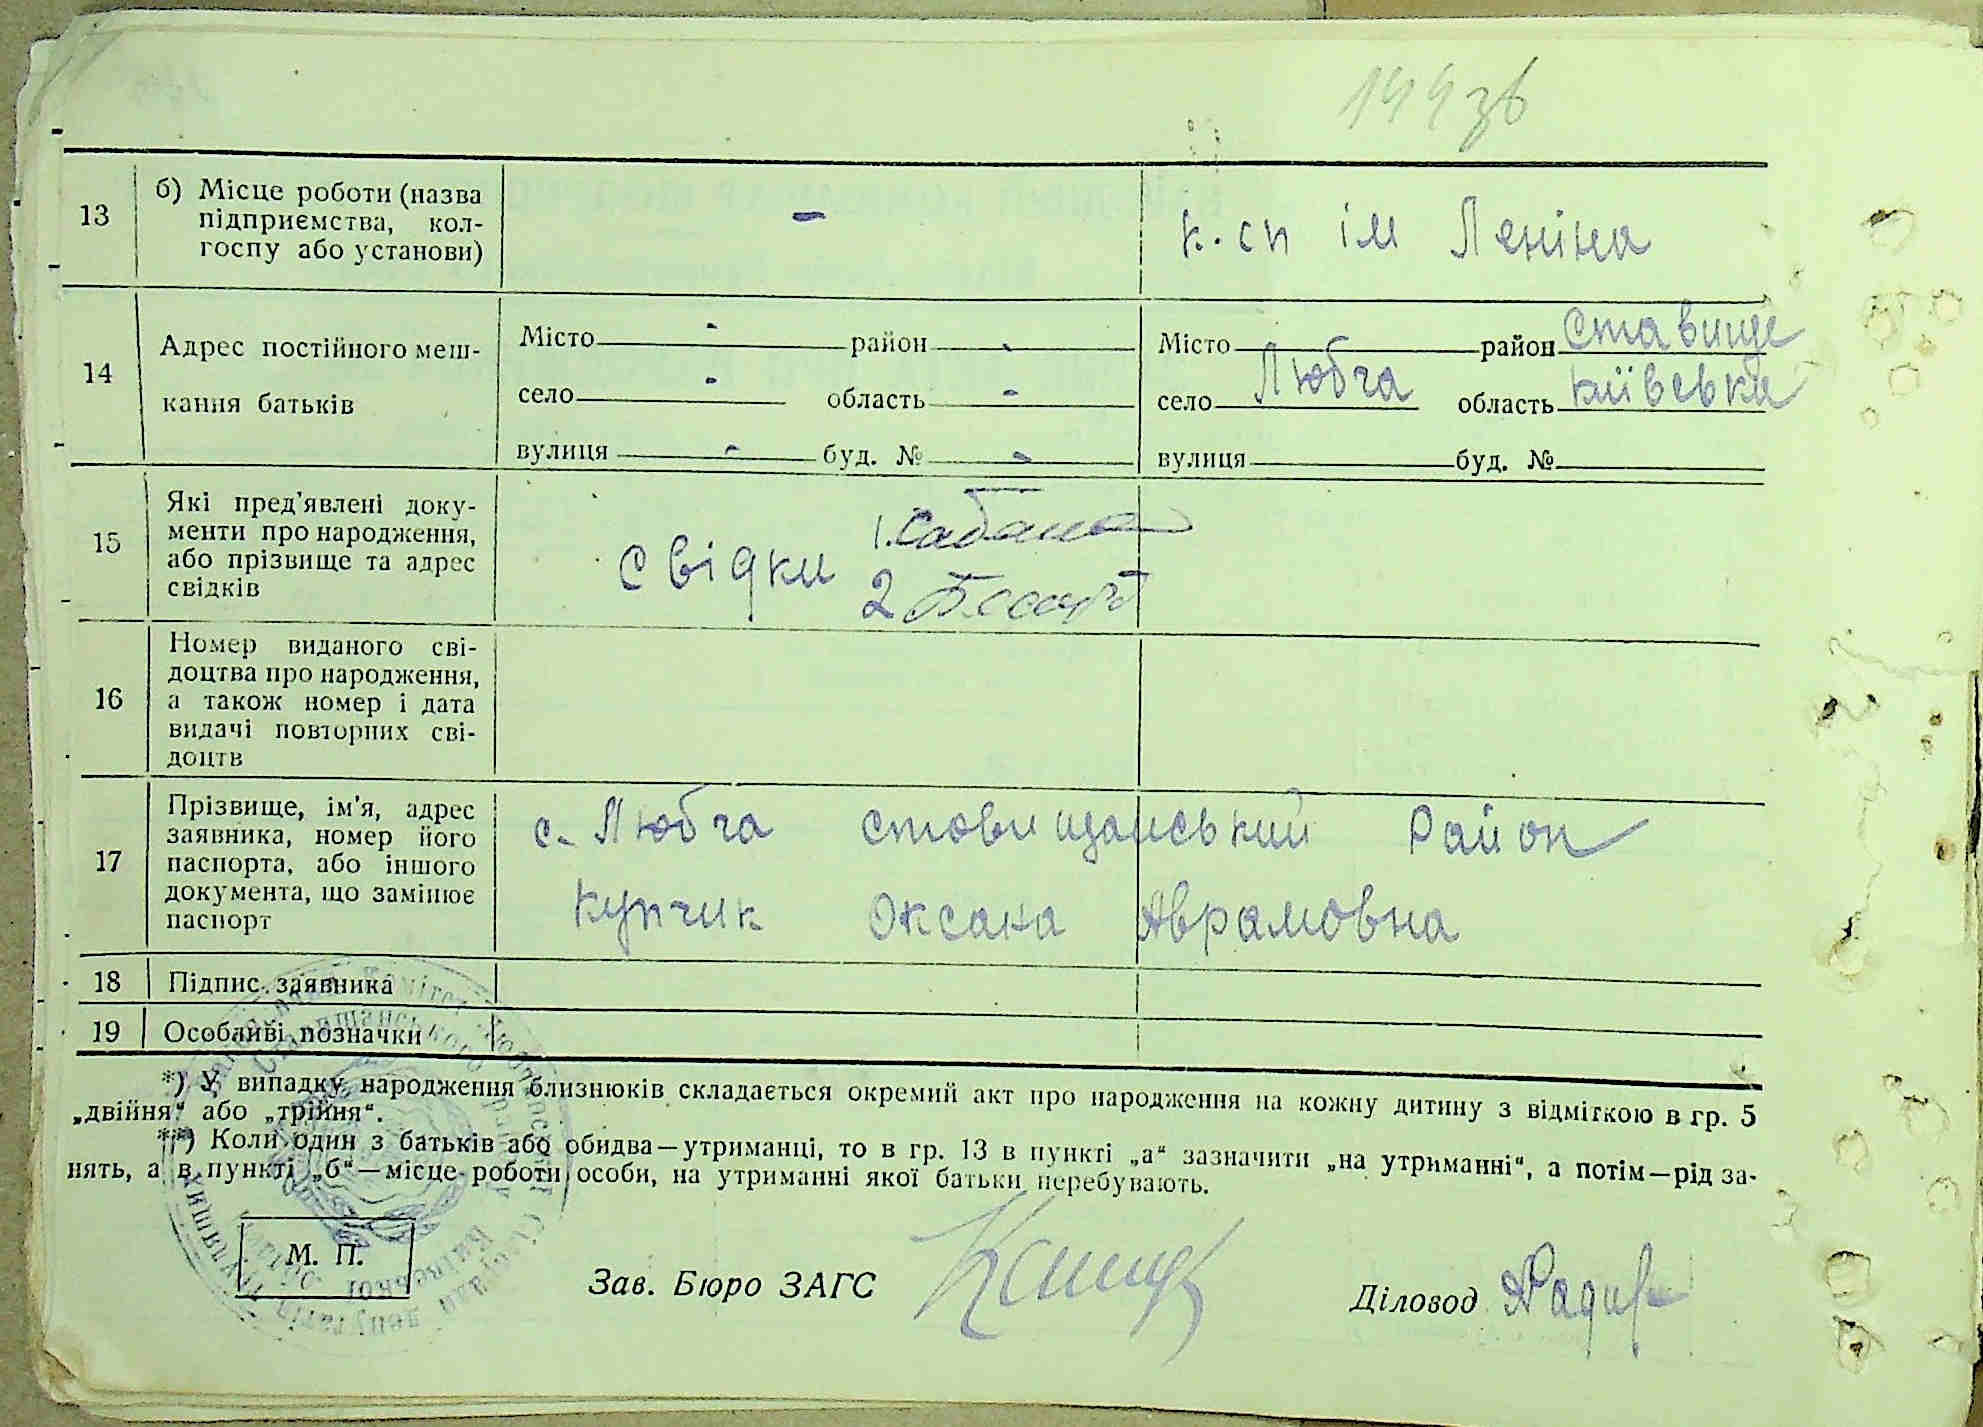 144 зв
13
б) Місце роботи (назва
підприємства, кол-
госпу або установи)
-
к.сп ім Леніна
14
Адрес постійного меш-
кання батьків
Місто - район -
село - область -
вулиця - буд. № -
Місто район Ставище
село Любча область Київська
вулиця буд. №
15
Які пред'явлені доку-
менти про народження,
або прізвище та адрес
свідків
Свідки 1.
2
16
Номер виданого сві-
доцтва про народження,
а також номер і дата
видачі повторних сві-
доцтв
17
Прізвище, ім'я, адрес
заявника, номер його
паспорта, або іншого
документа, що замінює
паспорт
с. Любча Ставищанський район
Купчик Оксана Аврамовна
18 Підпис заявника
19 Особливі позначки
*) У випадку народження близнюків складається окремий акт про народження на кожну дитину з відміткою в гр. 5
„двійня“ або „трійня“.
**) Коли один з батьків або обидва—утриманці, то в гр. 13 в пункті „а“ зазначити „на утриманні“, а потім—рід за-
нять, а в пункті „б“—місце роботи особи, на утриманні якої батьки перебувають.
М. П.
Зав. Бюро ЗАГС
Діловод